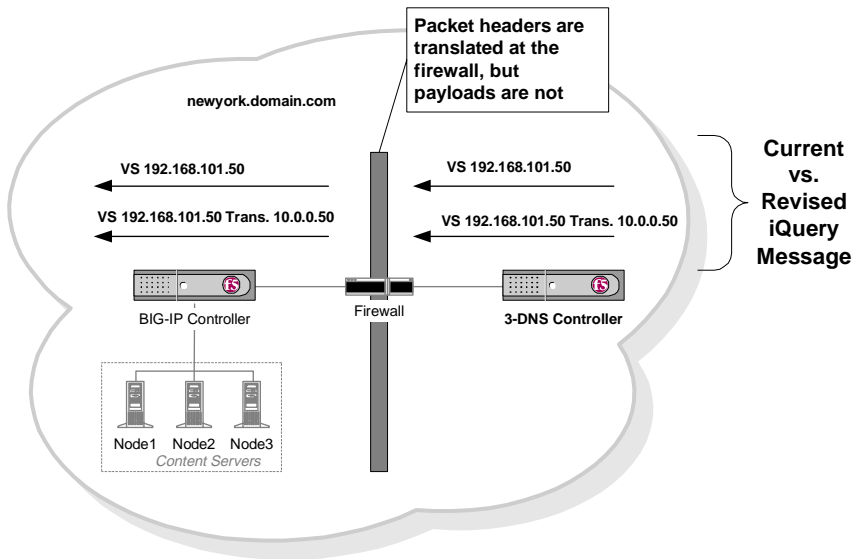 Packet headers are
translated at the
firewall, but
payloads are not
newyork.domain.com
VS 192.168.101.50
VS 192.168.101.50
VS 192.168.101.50 Trans. 10.0.0.50
VS 192.168.101.50 Trans. 10.0.0.50
Current
vs.
Revised
iQuery
Message
f5
f5
BIG-IP Controller
Firewall
3-DNS Controller
Node1
Node2
Node3
Content Servers